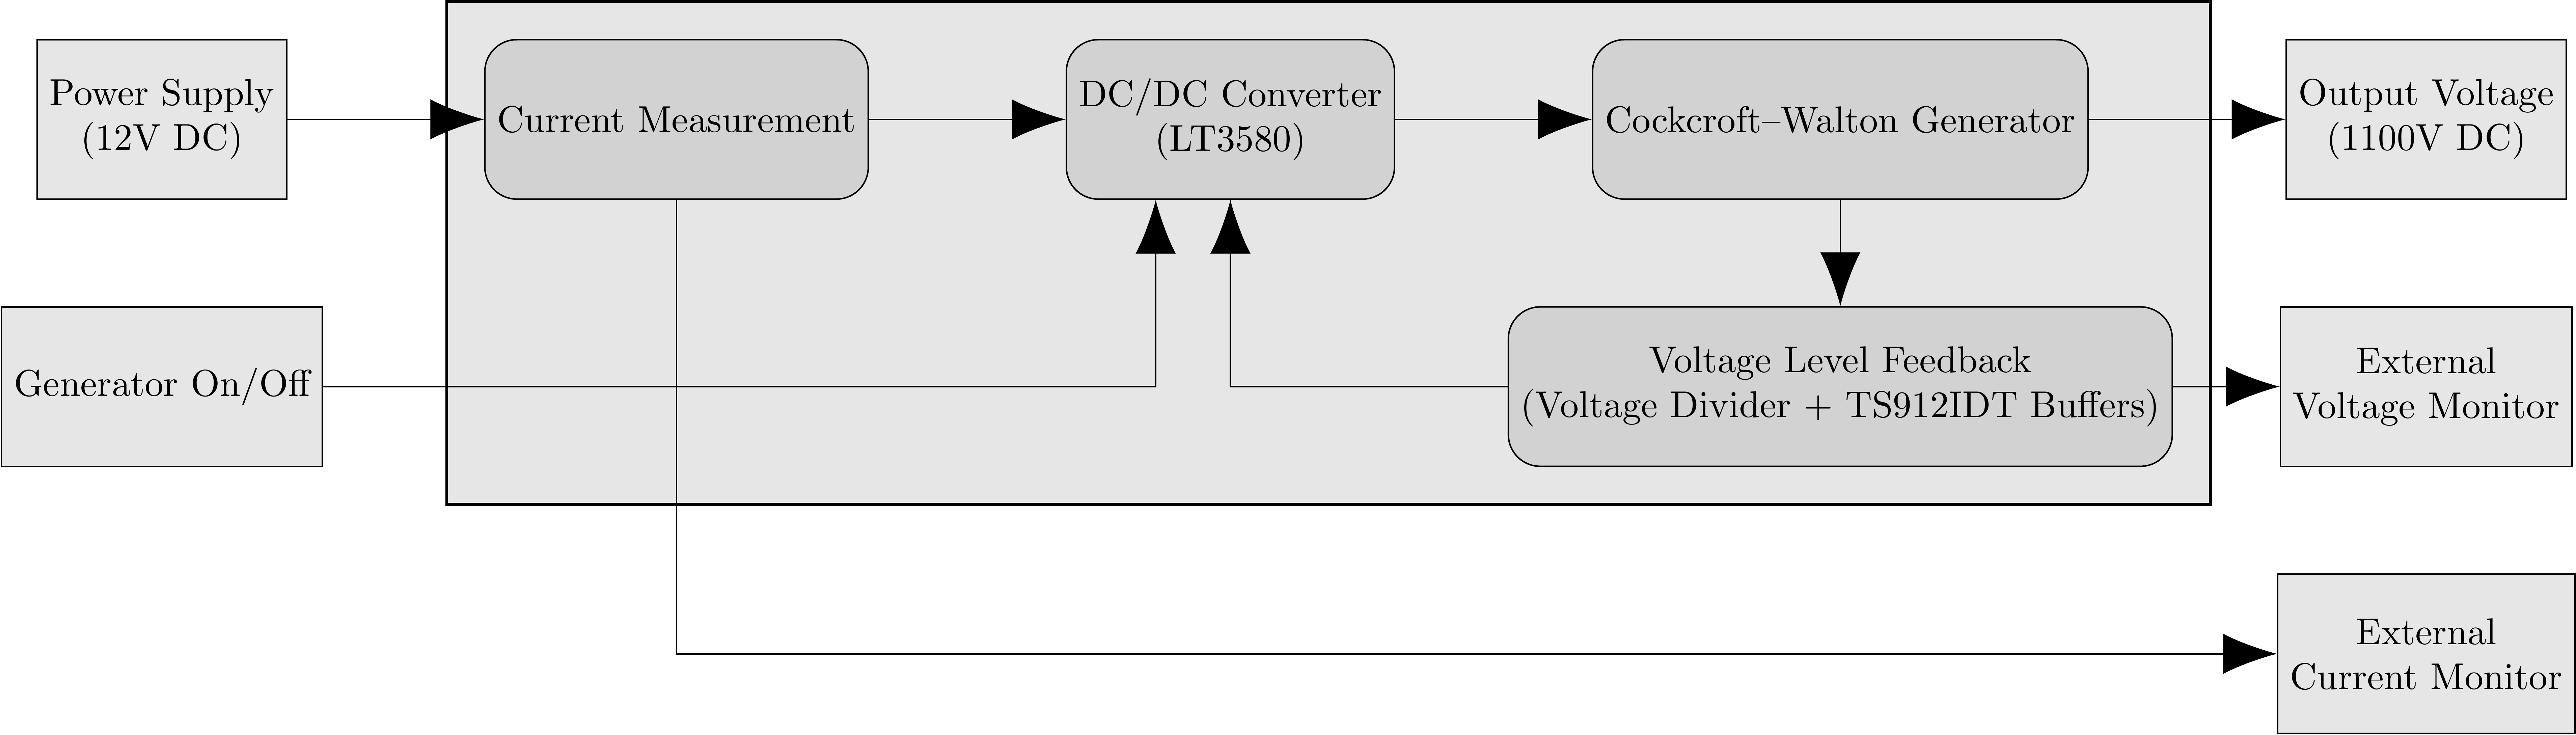 Power Supply
(12V DC)
Current Measurement
DC/DC Converter
(LT3580)
Cockcroft–Walton Generator
Output Voltage
(1100V DC)
Generator On/Off
Voltage Level Feedback
(Voltage Divider + TS912IDT Buffers)
External
Voltage Monitor
External
Current Monitor